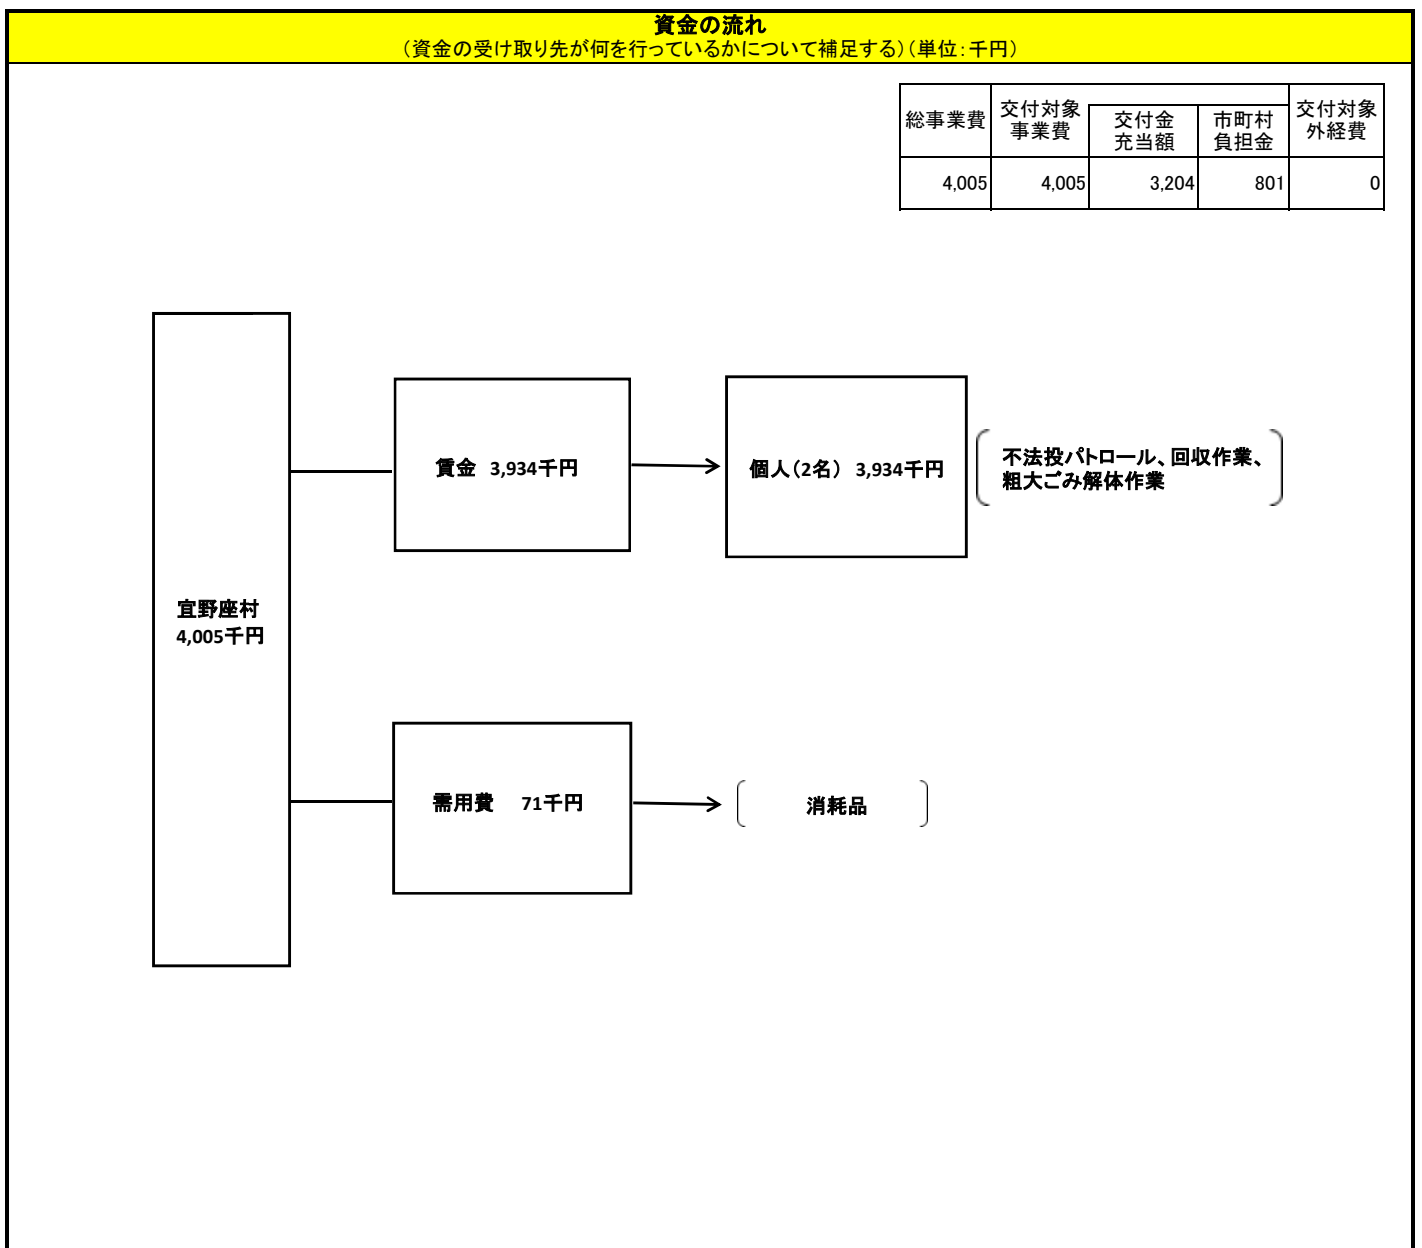 資金の流れ
（資金の受け取り先が何を行っているかについて補足する）（単位：千円）
総事業費
交付対象
事業費
交付金
充当額
市町村
負担金
交付対象
外経費
4,005 4,005 3,204 801 0
賃金 3,934千円
個人（2名） 3,934千円
不法投パトロール、回収作業、
粗大ごみ解体作業
宜野座村
4,005千円
需用費 71千円
消耗品